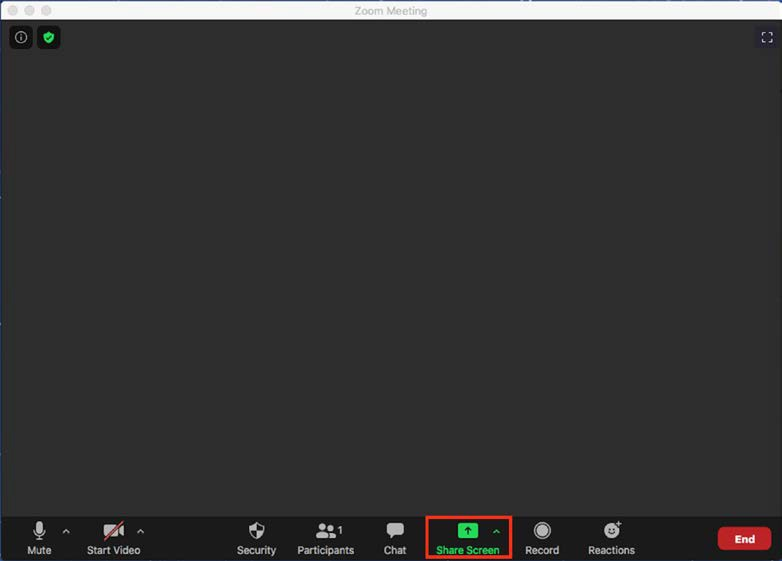 Zoom Meeting
1
Mute Start Video Security Participants Chat Share Screen Record Reactions End